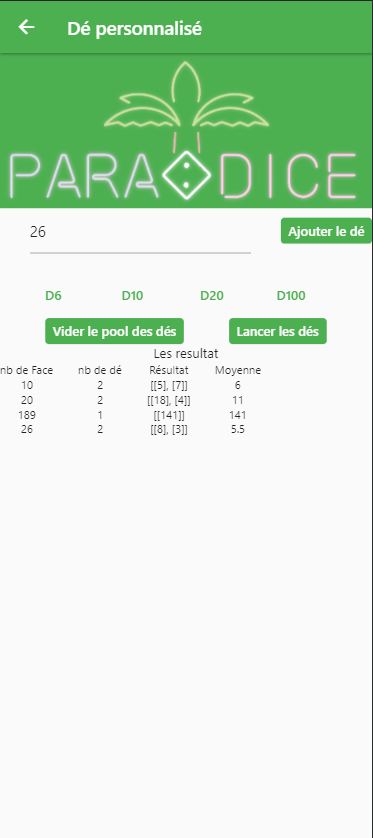 Dé personnalisé
PARADICE
26
Ajouter le dé
D6 D10 D20 D100
Vider le pool des dés Lancer les dés
Les resultat
nb de Face nb de dé Résultat Moyenne
10 2 [[5], [7]] 6
20 2 [[18], [4]] 11
189 1 [[141]] 141
26 2 [[8], [3]] 5.5